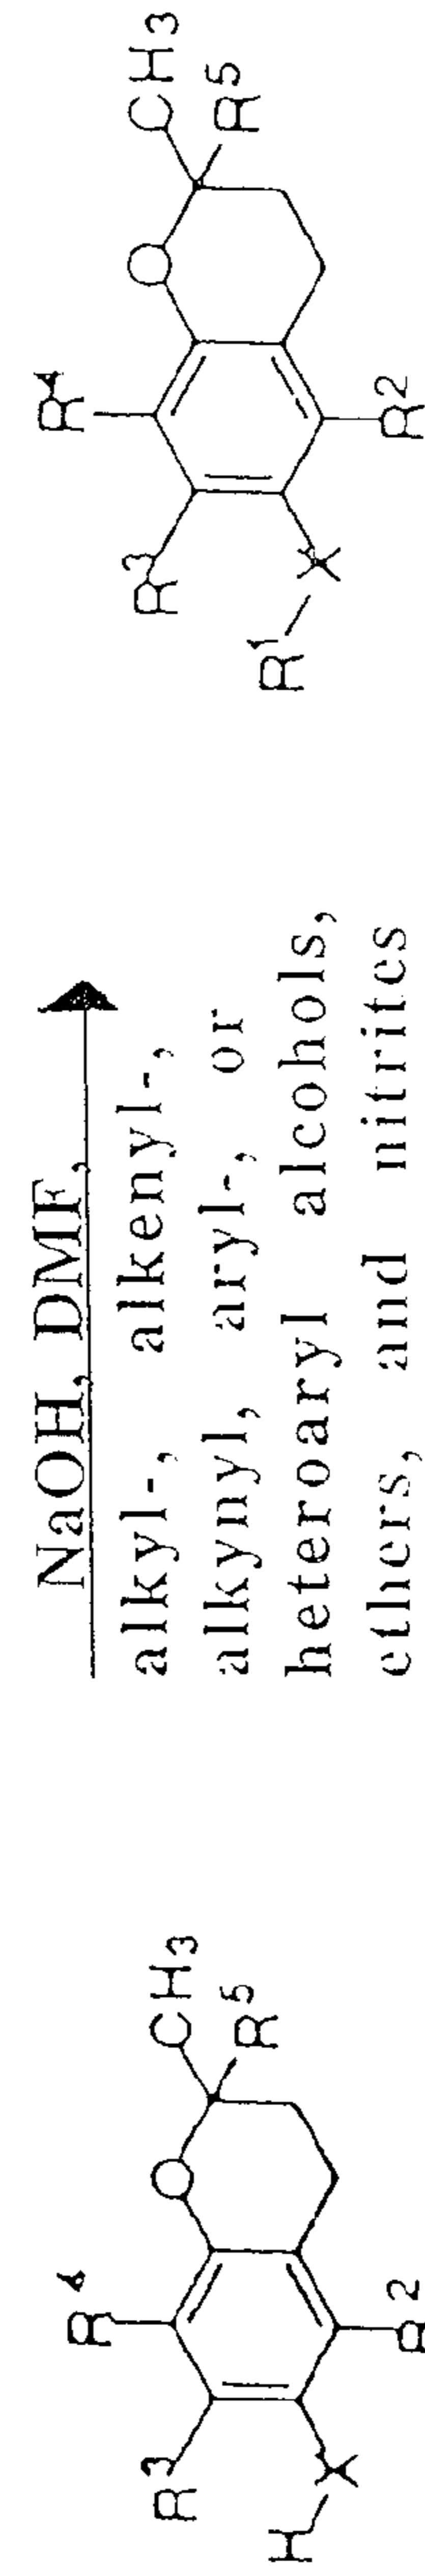 R3
R4
O
CH3
R5
H
X
R2
NaOH, DMF,
alkyl-, alkenyl-,
alkynyl, aryl-, or
heteroaryl alcohols,
ethers, and nitrites
R3
R4
O
CH3
R5
R1
X
R2